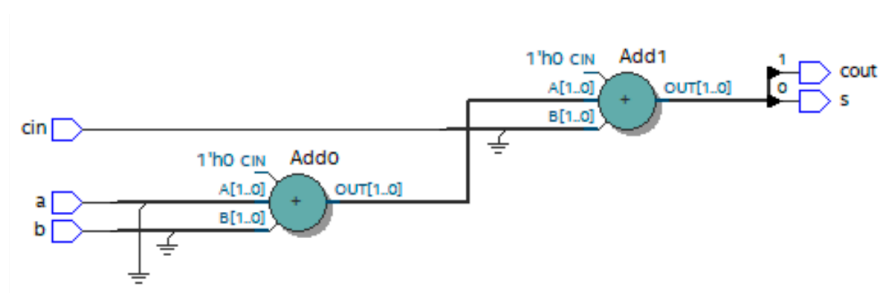 1'h0 CIN Add1
A[1..0] OUT[1..0] 1 cout
B[1..0] + 0 s
cin
1'h0 CIN Add0
a A[1..0] + OUT[1..0]
b B[1..0]